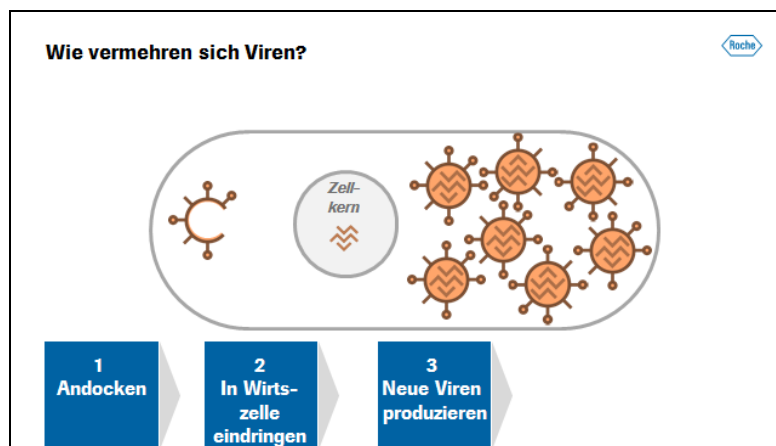 Wie vermehren sich Viren?
Roche
Zell-
kern
1
Andocken
2
In Wirts-
zelle
eindringen
3
Neue Viren
produzieren